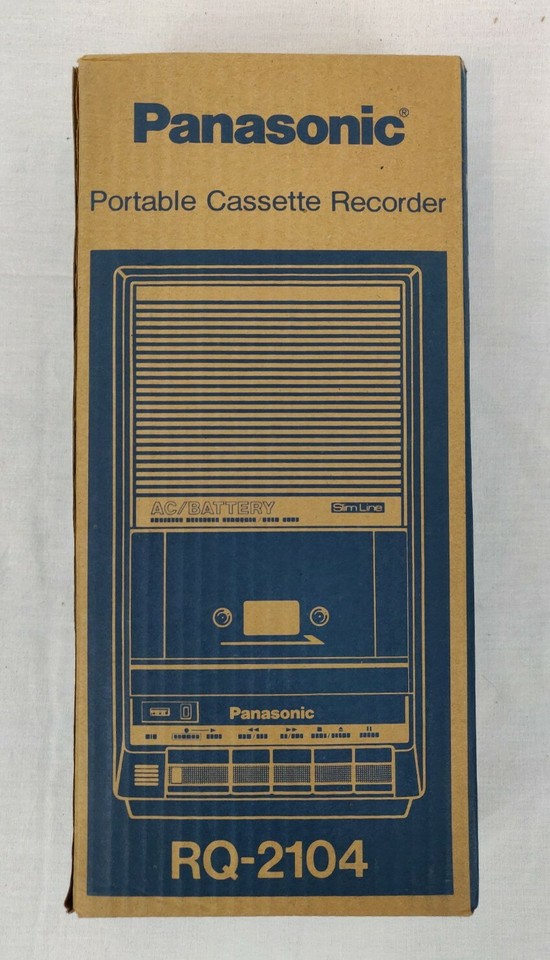 Panasonic®
Portable Cassette Recorder
AC/BATTERY
Slim Line
Panasonic
RQ-2104